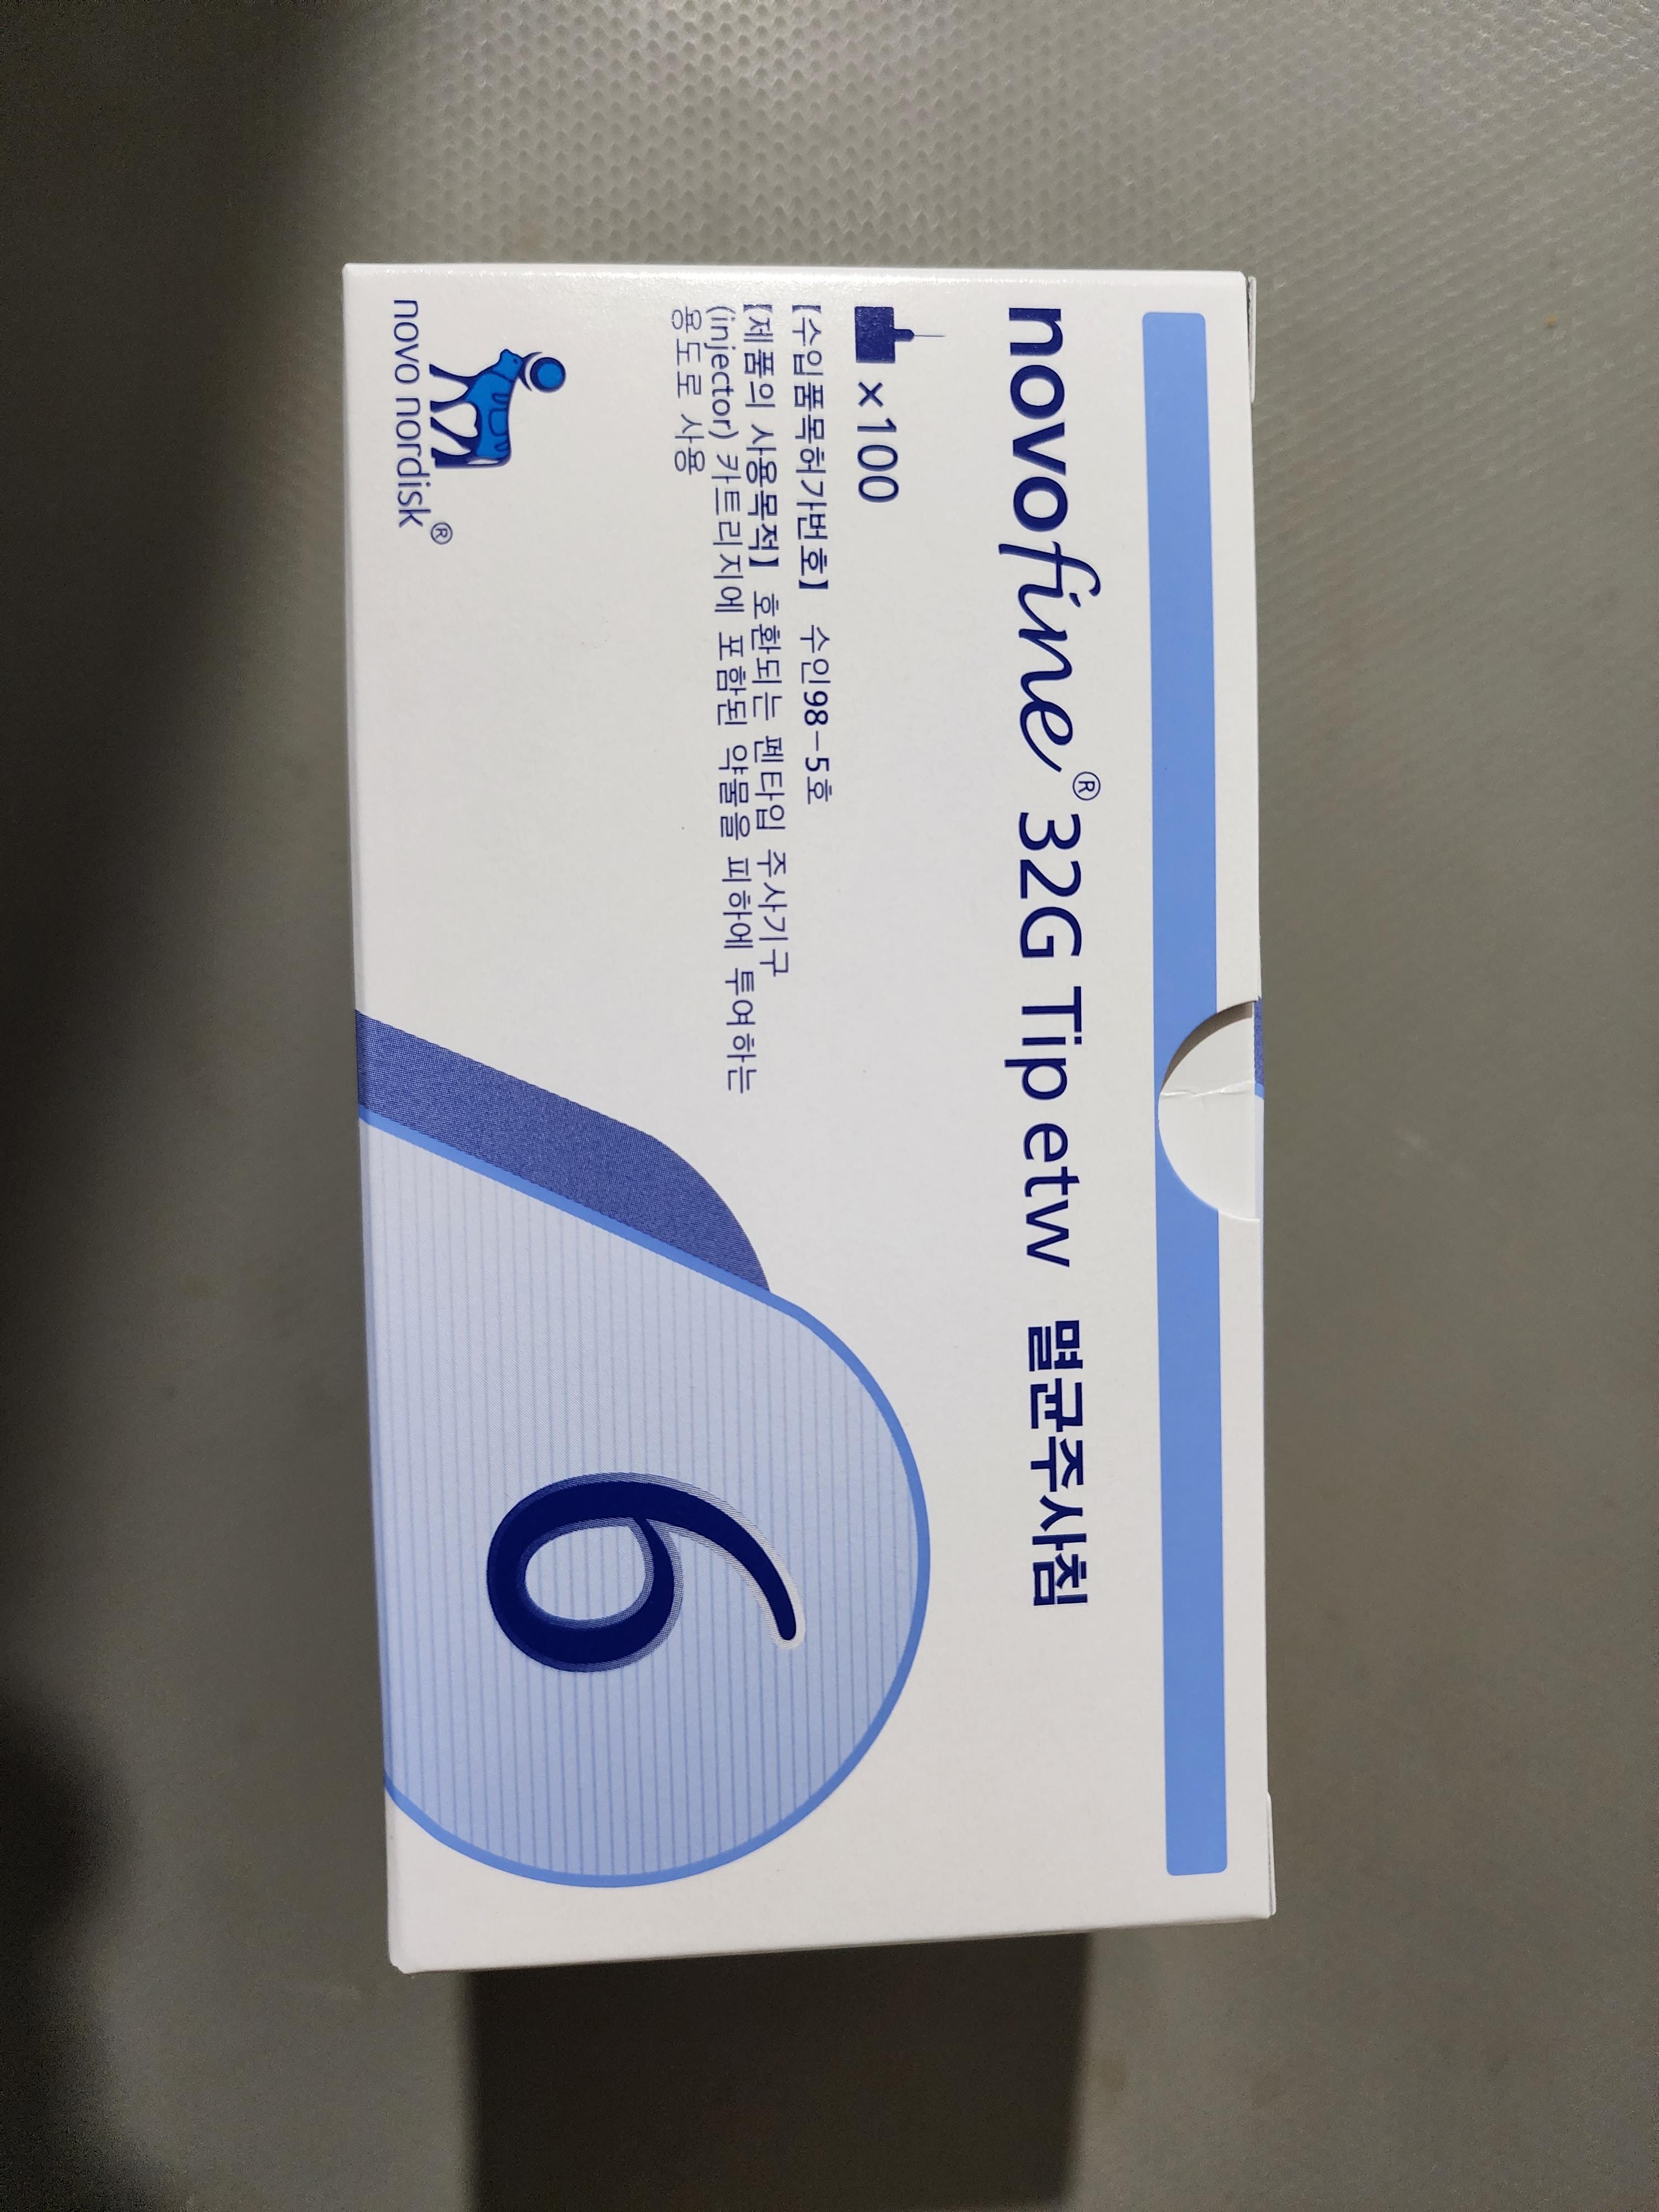 novofine® 32G Tip etw 멸균주사침
×100
【수입품목허가번호】 수인98-5호
【제품의 사용목적】 호환되는 펜타입 주사기구
(injector) 카트리지에 포함된 약물을 피하에 투여하는
용도로 사용
6
novo nordisk®